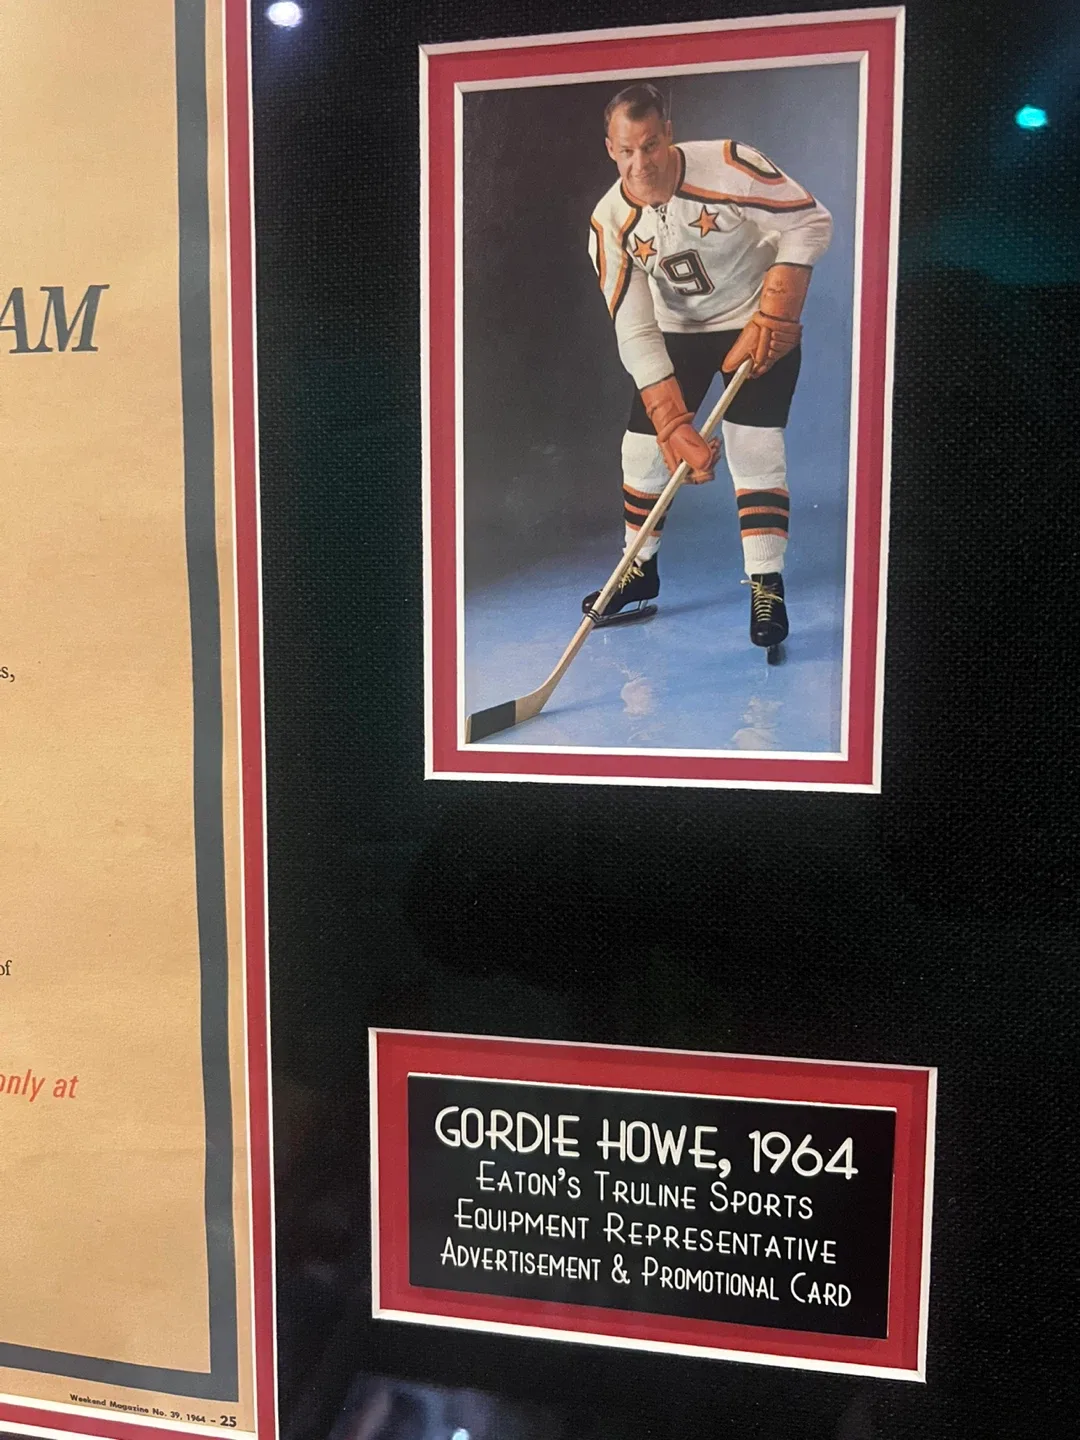 AM
s,
of
only at
Weekend Magazine No. 39, 1964 – 25
9
GORDIE HOWE, 1964
EATON'S TRULINE SPORTS
EQUIPMENT REPRESENTATIVE
ADVERTISEMENT & PROMOTIONAL CARD